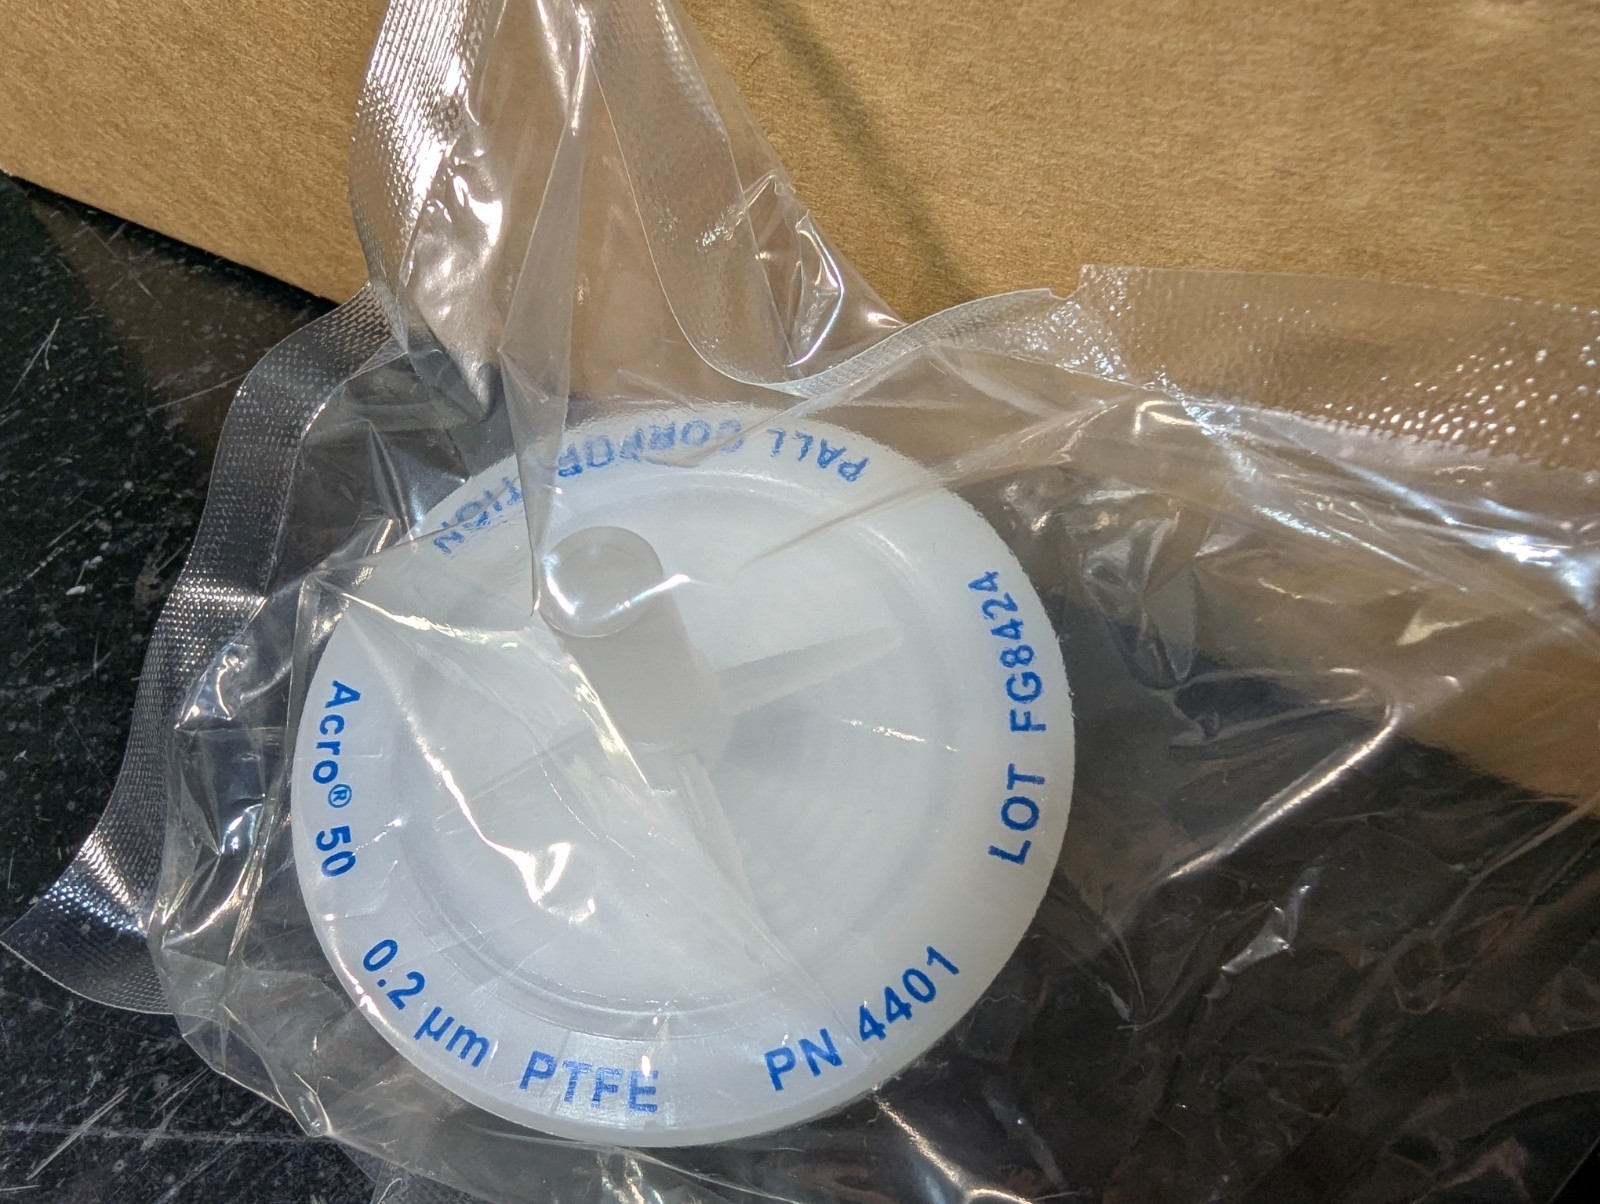 PALL CORPORATION
Acro® 50
0.2 µm PTFE
PN 4401
LOT FG8424